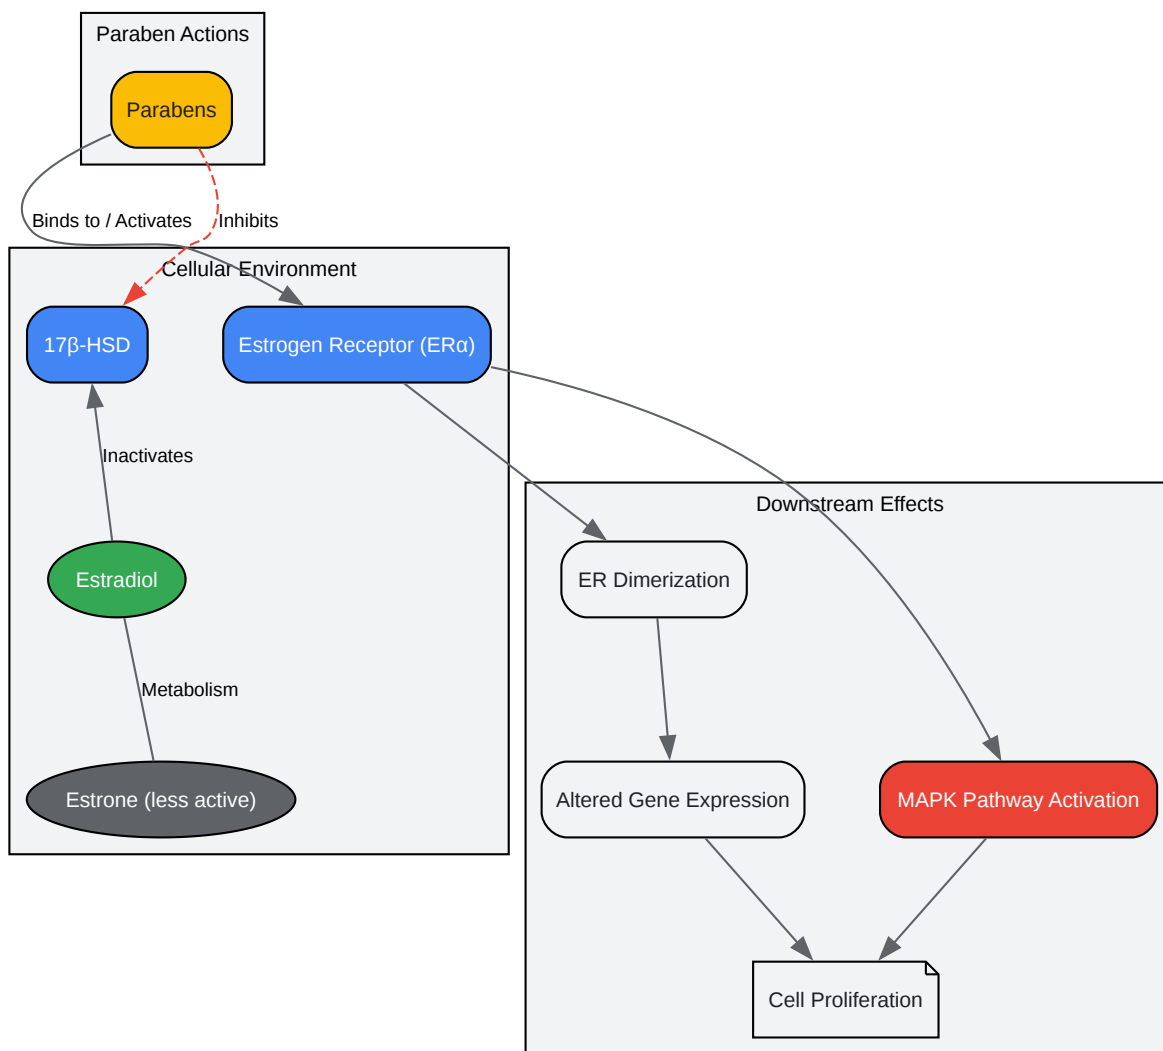 Paraben Actions
Parabens
Binds to / Activates
Inhibits
Cellular Environment
17β-HSD
Estrogen Receptor (ERα)
Inactivates
Downstream Effects
Estradiol
ER Dimerization
Metabolism
Estrone (less active)
Altered Gene Expression
MAPK Pathway Activation
Cell Proliferation